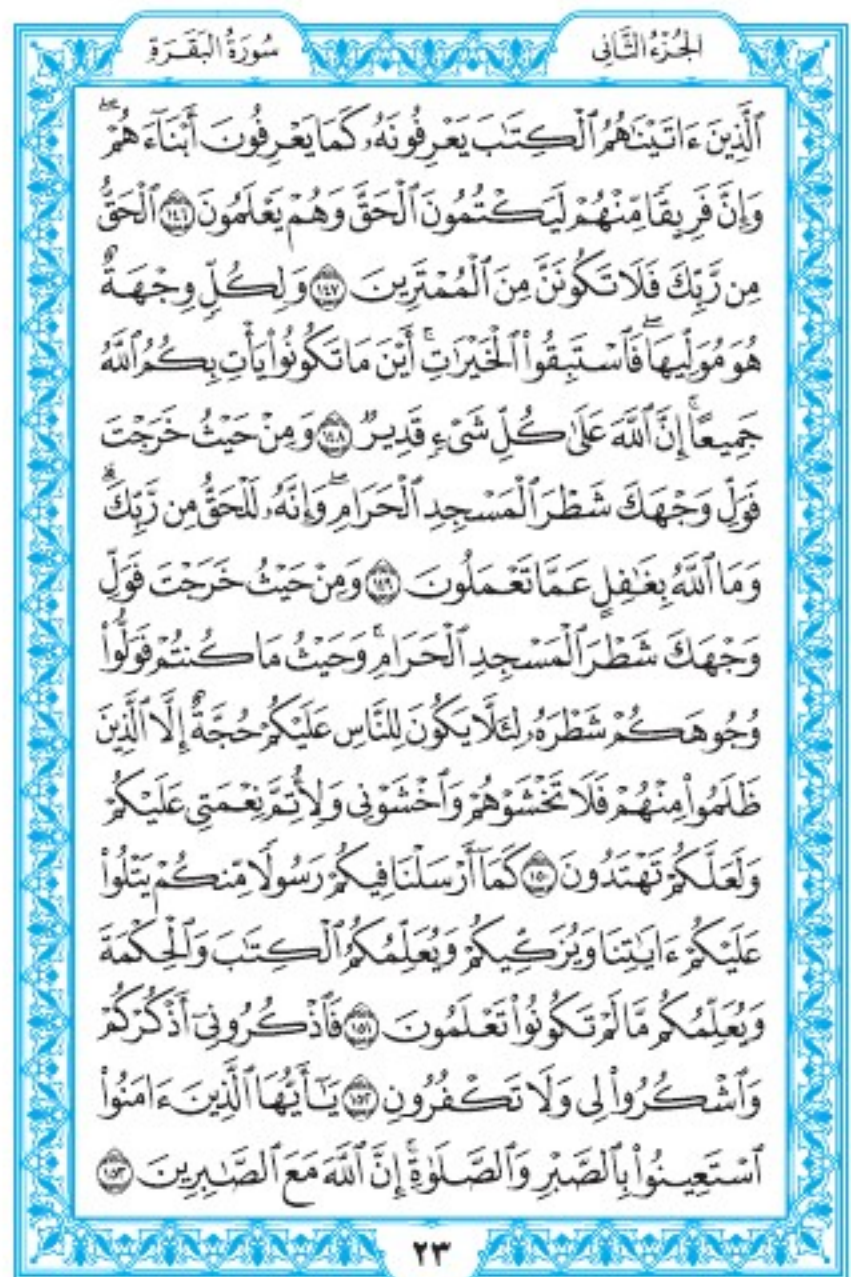 الجُزْءُ الثَّانِي
سُورَةُ البَقَرَةِ
ٱلَّذِينَ ءَاتَيْنَٰهُمُ ٱلْكِتَٰبَ يَعْرِفُونَهُۥ كَمَا يَعْرِفُونَ أَبْنَآءَهُمْۖ
وَإِنَّ فَرِيقًا مِّنْهُمْ لَيَكْتُمُونَ ٱلْحَقَّ وَهُمْ يَعْلَمُونَ ١٤٦ ٱلْحَقُّ
مِن رَّبِّكَ فَلَا تَكُونَنَّ مِنَ ٱلْمُمْتَرِينَ ١٤٧ وَلِكُلٍّ وِجْهَةٌ
هُوَ مُوَلِّيهَاۖ فَٱسْتَبِقُوا۟ ٱلْخَيْرَٰتِۚ أَيْنَ مَا تَكُونُوا۟ يَأْتِ بِكُمُ ٱللَّهُ
جَمِيعًاۚ إِنَّ ٱللَّهَ عَلَىٰ كُلِّ شَىْءٍ قَدِيرٌ ١٤٨ وَمِنْ حَيْثُ خَرَجْتَ
فَوَلِّ وَجْهَكَ شَطْرَ ٱلْمَسْجِدِ ٱلْحَرَامِۖ وَإِنَّهُۥ لَلْحَقُّ مِن رَّبِّكَۗ
وَمَا ٱللَّهُ بِغَٰفِلٍ عَمَّا تَعْمَلُونَ ١٤٩ وَمِنْ حَيْثُ خَرَجْتَ فَوَلِّ
وَجْهَكَ شَطْرَ ٱلْمَسْجِدِ ٱلْحَرَامِۚ وَحَيْثُ مَا كُنتُمْ فَوَلُّوا۟
وُجُوهَكُمْ شَطْرَهُۥ لِئَلَّا يَكُونَ لِلنَّاسِ عَلَيْكُمْ حُجَّةٌ إِلَّا ٱلَّذِينَ
ظَلَمُوا۟ مِنْهُمْ فَلَا تَخْشَوْهُمْ وَٱخْشَوْنِى وَلِأُتِمَّ نِعْمَتِى عَلَيْكُمْ
وَلَعَلَّكُمْ تَهْتَدُونَ ١٥٠ كَمَآ أَرْسَلْنَا فِيكُمْ رَسُولًا مِّنكُمْ يَتْلُوا۟
عَلَيْكُمْ ءَايَٰتِنَا وَيُزَكِّيكُمْ وَيُعَلِّمُكُمُ ٱلْكِتَٰبَ وَٱلْحِكْمَةَ
وَيُعَلِّمُكُم مَّا لَمْ تَكُونُوا۟ تَعْلَمُونَ ١٥١ فَٱذْكُرُونِىٓ أَذْكُرْكُمْ
وَٱشْكُرُوا۟ لِى وَلَا تَكْفُرُونِ ١٥٢ يَٰٓأَيُّهَا ٱلَّذِينَ ءَامَنُوا۟
ٱسْتَعِينُوا۟ بِٱلصَّبْرِ وَٱلصَّلَوٰةِۚ إِنَّ ٱللَّهَ مَعَ ٱلصَّٰبِرِينَ ١٥٣
٢٣